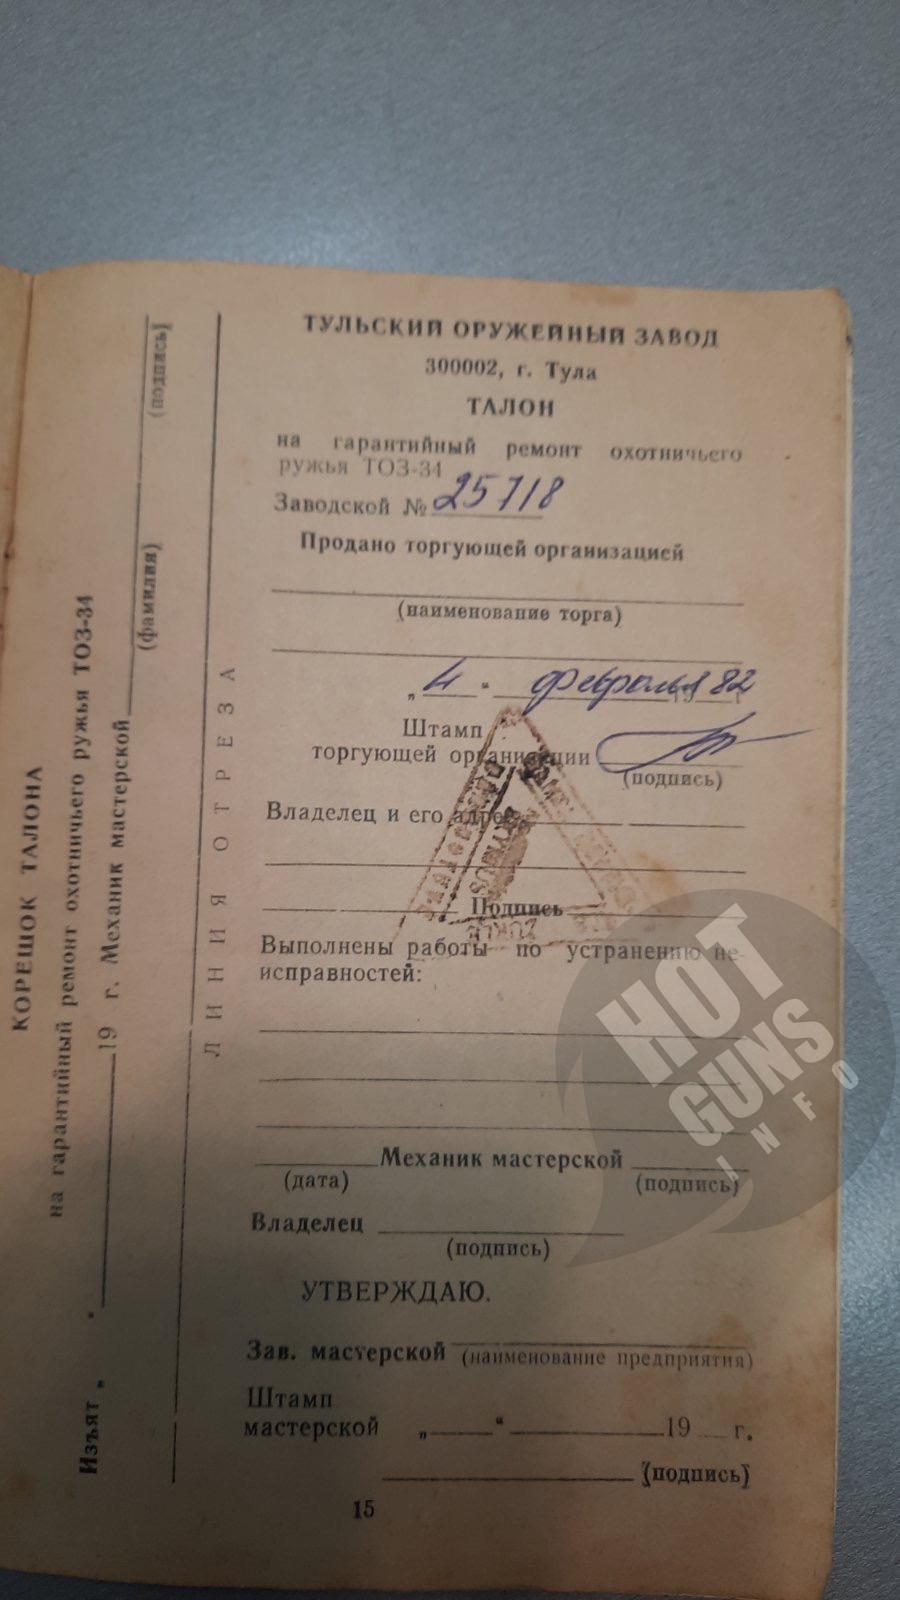 ТУЛЬСКИЙ ОРУЖЕЙНЫЙ ЗАВОД
300002, г. Тула
ТАЛОН
на гарантийный ремонт охотничьего
ружья ТОЗ-34
Заводской № 25718
Продано торгующей организацией
(наименование торга)
„4“ февраля 1982 г.
Штамп
торгующей организации
(подпись)
Владелец и его адрес
Подпись
Выполнены работы по устранению не-
исправностей:
Механик мастерской
(дата) (подпись)
Владелец
(подпись)
УТВЕРЖДАЮ.
Зав. мастерской
(наименование предприятия)
Штамп
мастерской „ “ 19 г.
(подпись)
15
ЛИНИЯ ОТРЕЗА
КОРЕШОК ТАЛОНА
на гарантийный ремонт охотничьего ружья ТОЗ-34
Изъят „ “ 19 г. Механик мастерской
(фамилия) (подпись)
HOT
GUNS
INFO